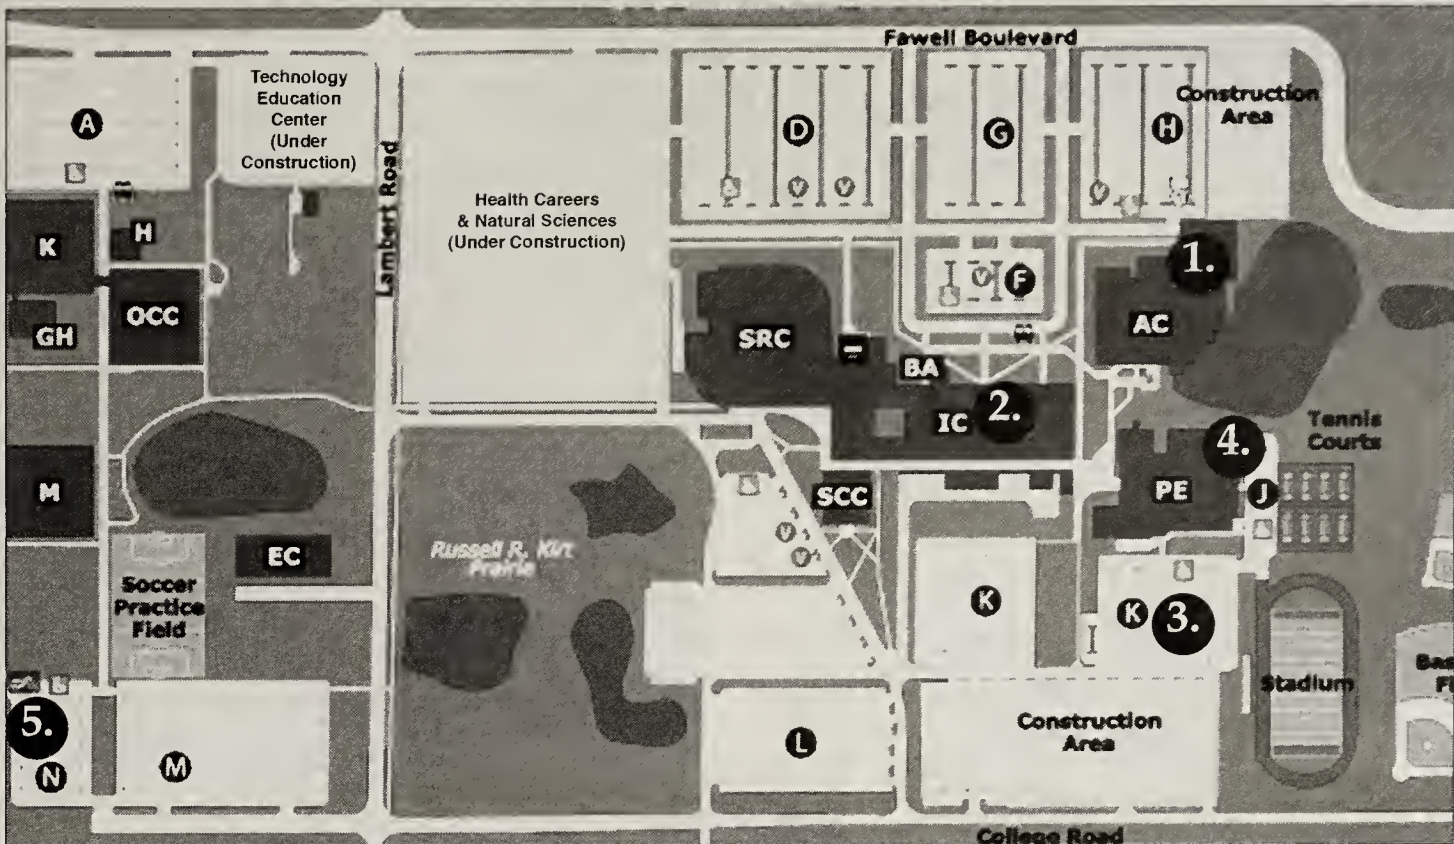 Fawell Boulevard
Technology
Education
Center
(Under
Construction)
A
D
G
H
Construction
Area
Lambert Road
Health Careers
& Natural Sciences
(Under Construction)
V
V
V
K
H
1.
F
V
GH
OCC
SRC
AC
BA
IC
2.
4.
Tennis
Courts
M
SCC
PE
J
V
V
EC
Russell R. Kirt
Prairie
Soccer
Practice
Field
K
K
3.
Stadium
5.
N
M
L
Construction
Area
College Road